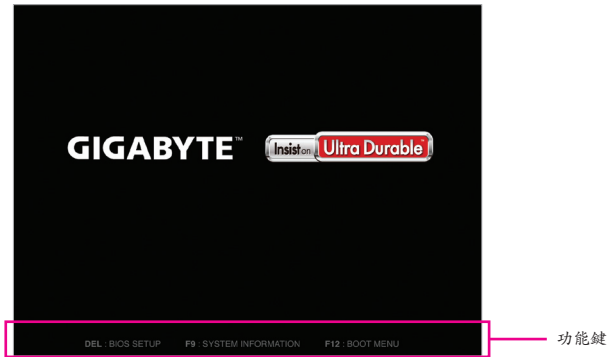 GIGABYTE™
Insist on Ultra Durable™
DEL : BIOS SETUP F9 : SYSTEM INFORMATION F12 : BOOT MENU
功能鍵